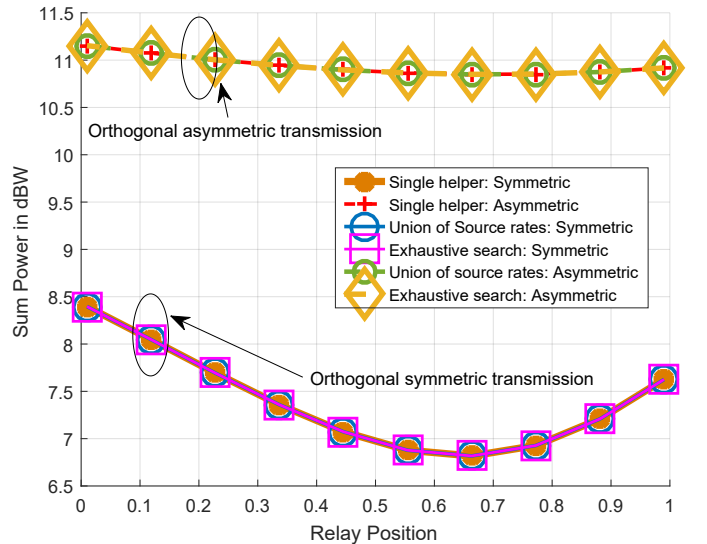 11.5
11
10.5
10
9.5
9
8.5
8
7.5
7
6.5
Sum Power in dBW
Orthogonal asymmetric transmission
Single helper: Symmetric
Single helper: Asymmetric
Union of Source rates: Symmetric
Exhaustive search: Symmetric
Union of source rates: Asymmetric
Exhaustive search: Asymmetric
Orthogonal symmetric transmission
0 0.1 0.2 0.3 0.4 0.5 0.6 0.7 0.8 0.9 1
Relay Position